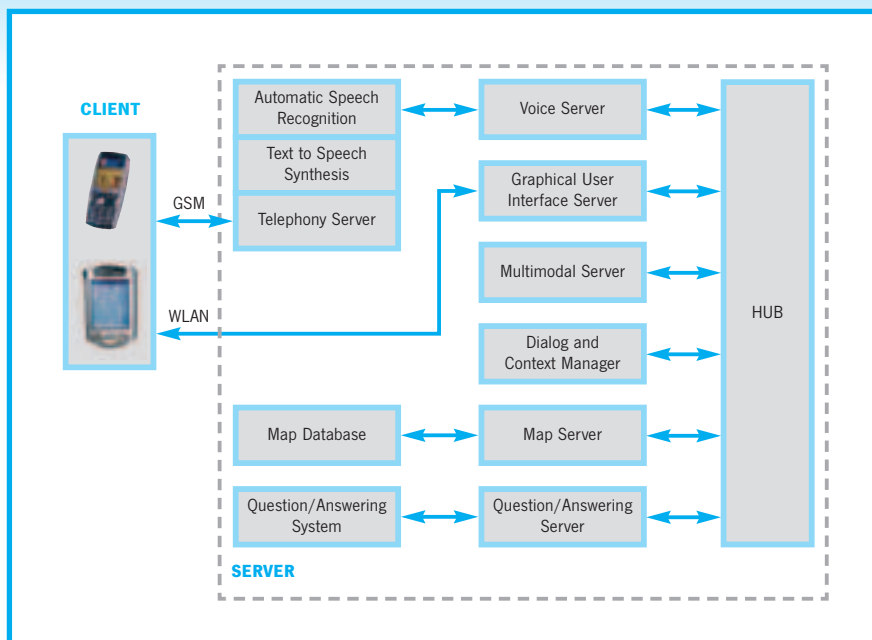 CLIENT
GSM
WLAN
Automatic Speech
Recognition
Text to Speech
Synthesis
Telephony Server
Voice Server
Graphical User
Interface Server
Multimodal Server
Dialog and
Context Manager
HUB
Map Database
Map Server
Question/Answering
System
Question/Answering
Server
SERVER